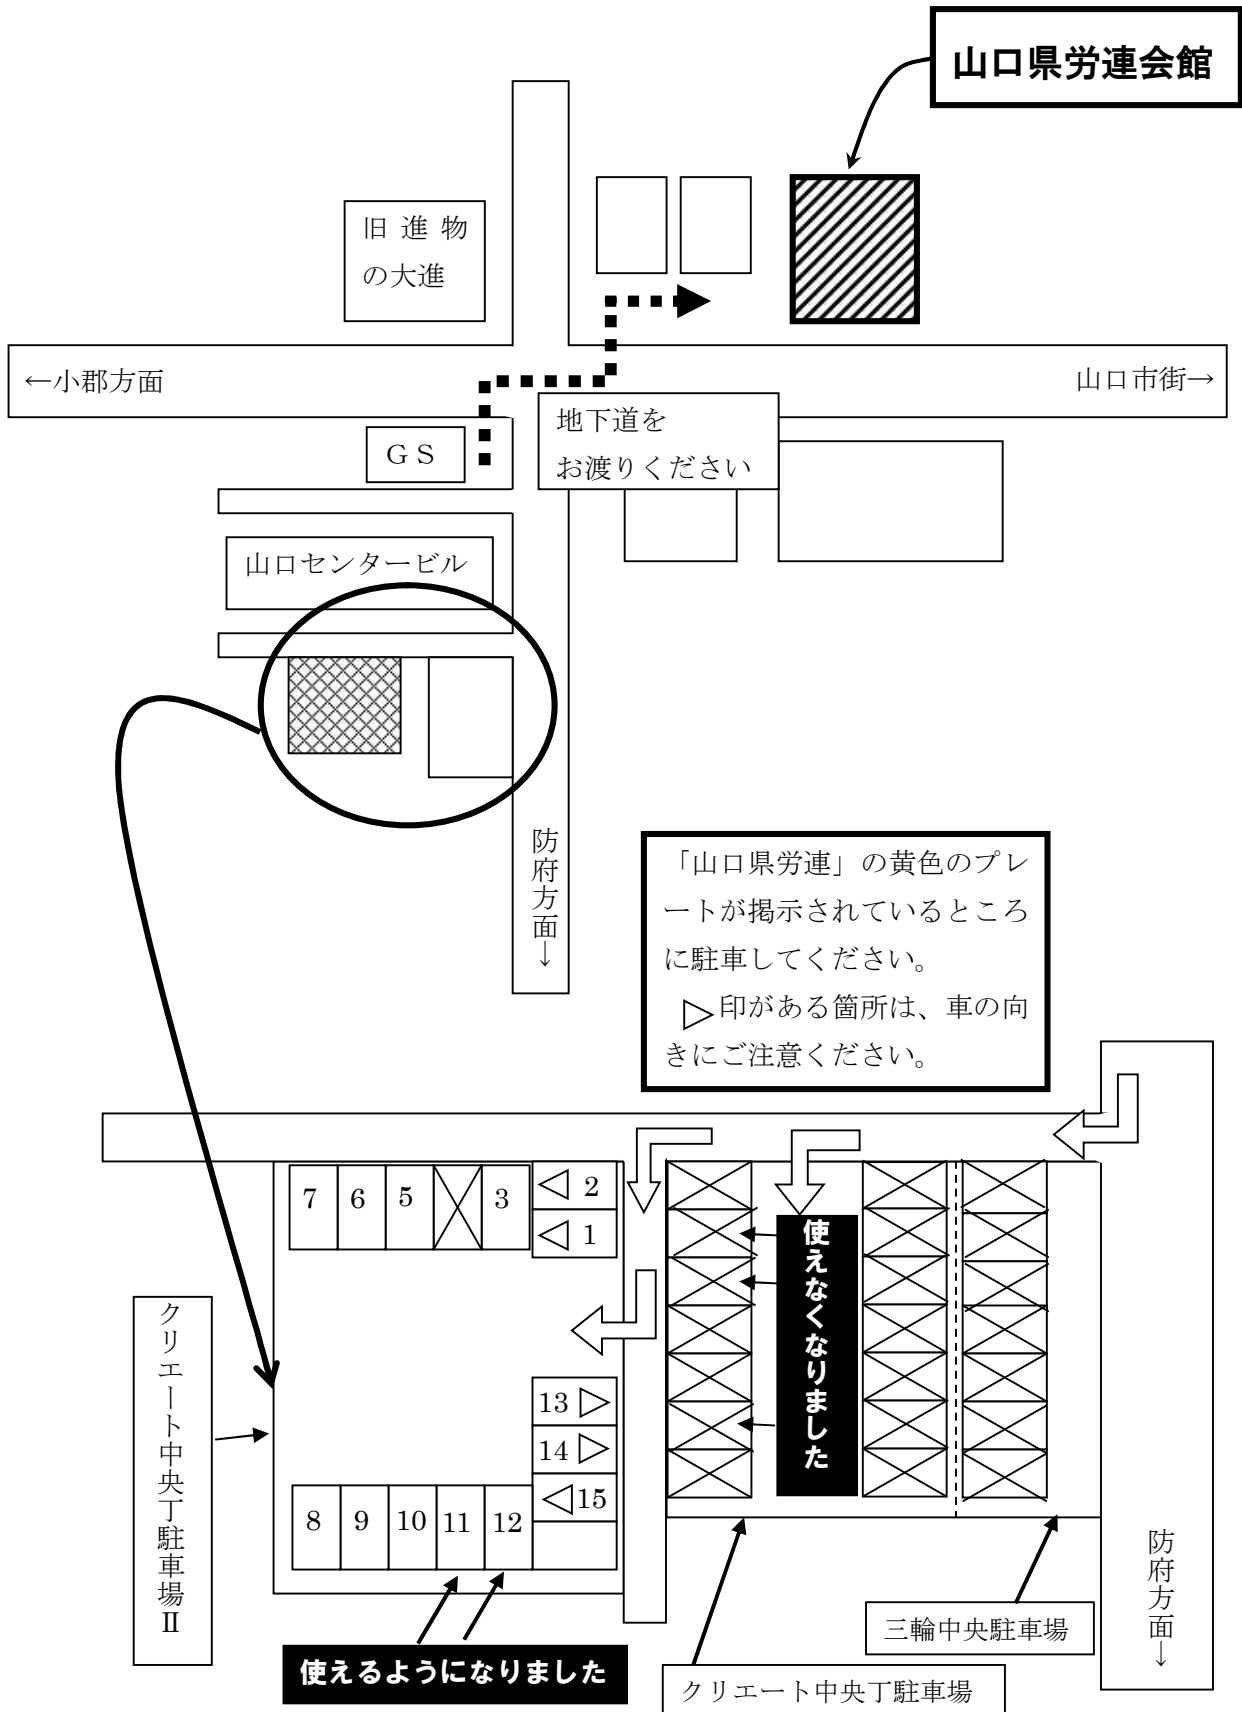 山口県労連会館
旧進物
の大進
←小郡方面
山口市街→
地下道を
お渡りください
ＧＳ
山口センタービル
防府方面↓
「山口県労連」の黄色のプレ
ートが掲示されているところ
に駐車してください。
▷印がある箇所は、車の向
きにご注意ください。
7
6
5
3
◁ 2
◁ 1
使えなくなりました
クリエート中央丁駐車場Ⅱ
13 ▷
14 ▷
◁15
8
9
10
11
12
防府方面↓
三輪中央駐車場
使えるようになりました
クリエート中央丁駐車場